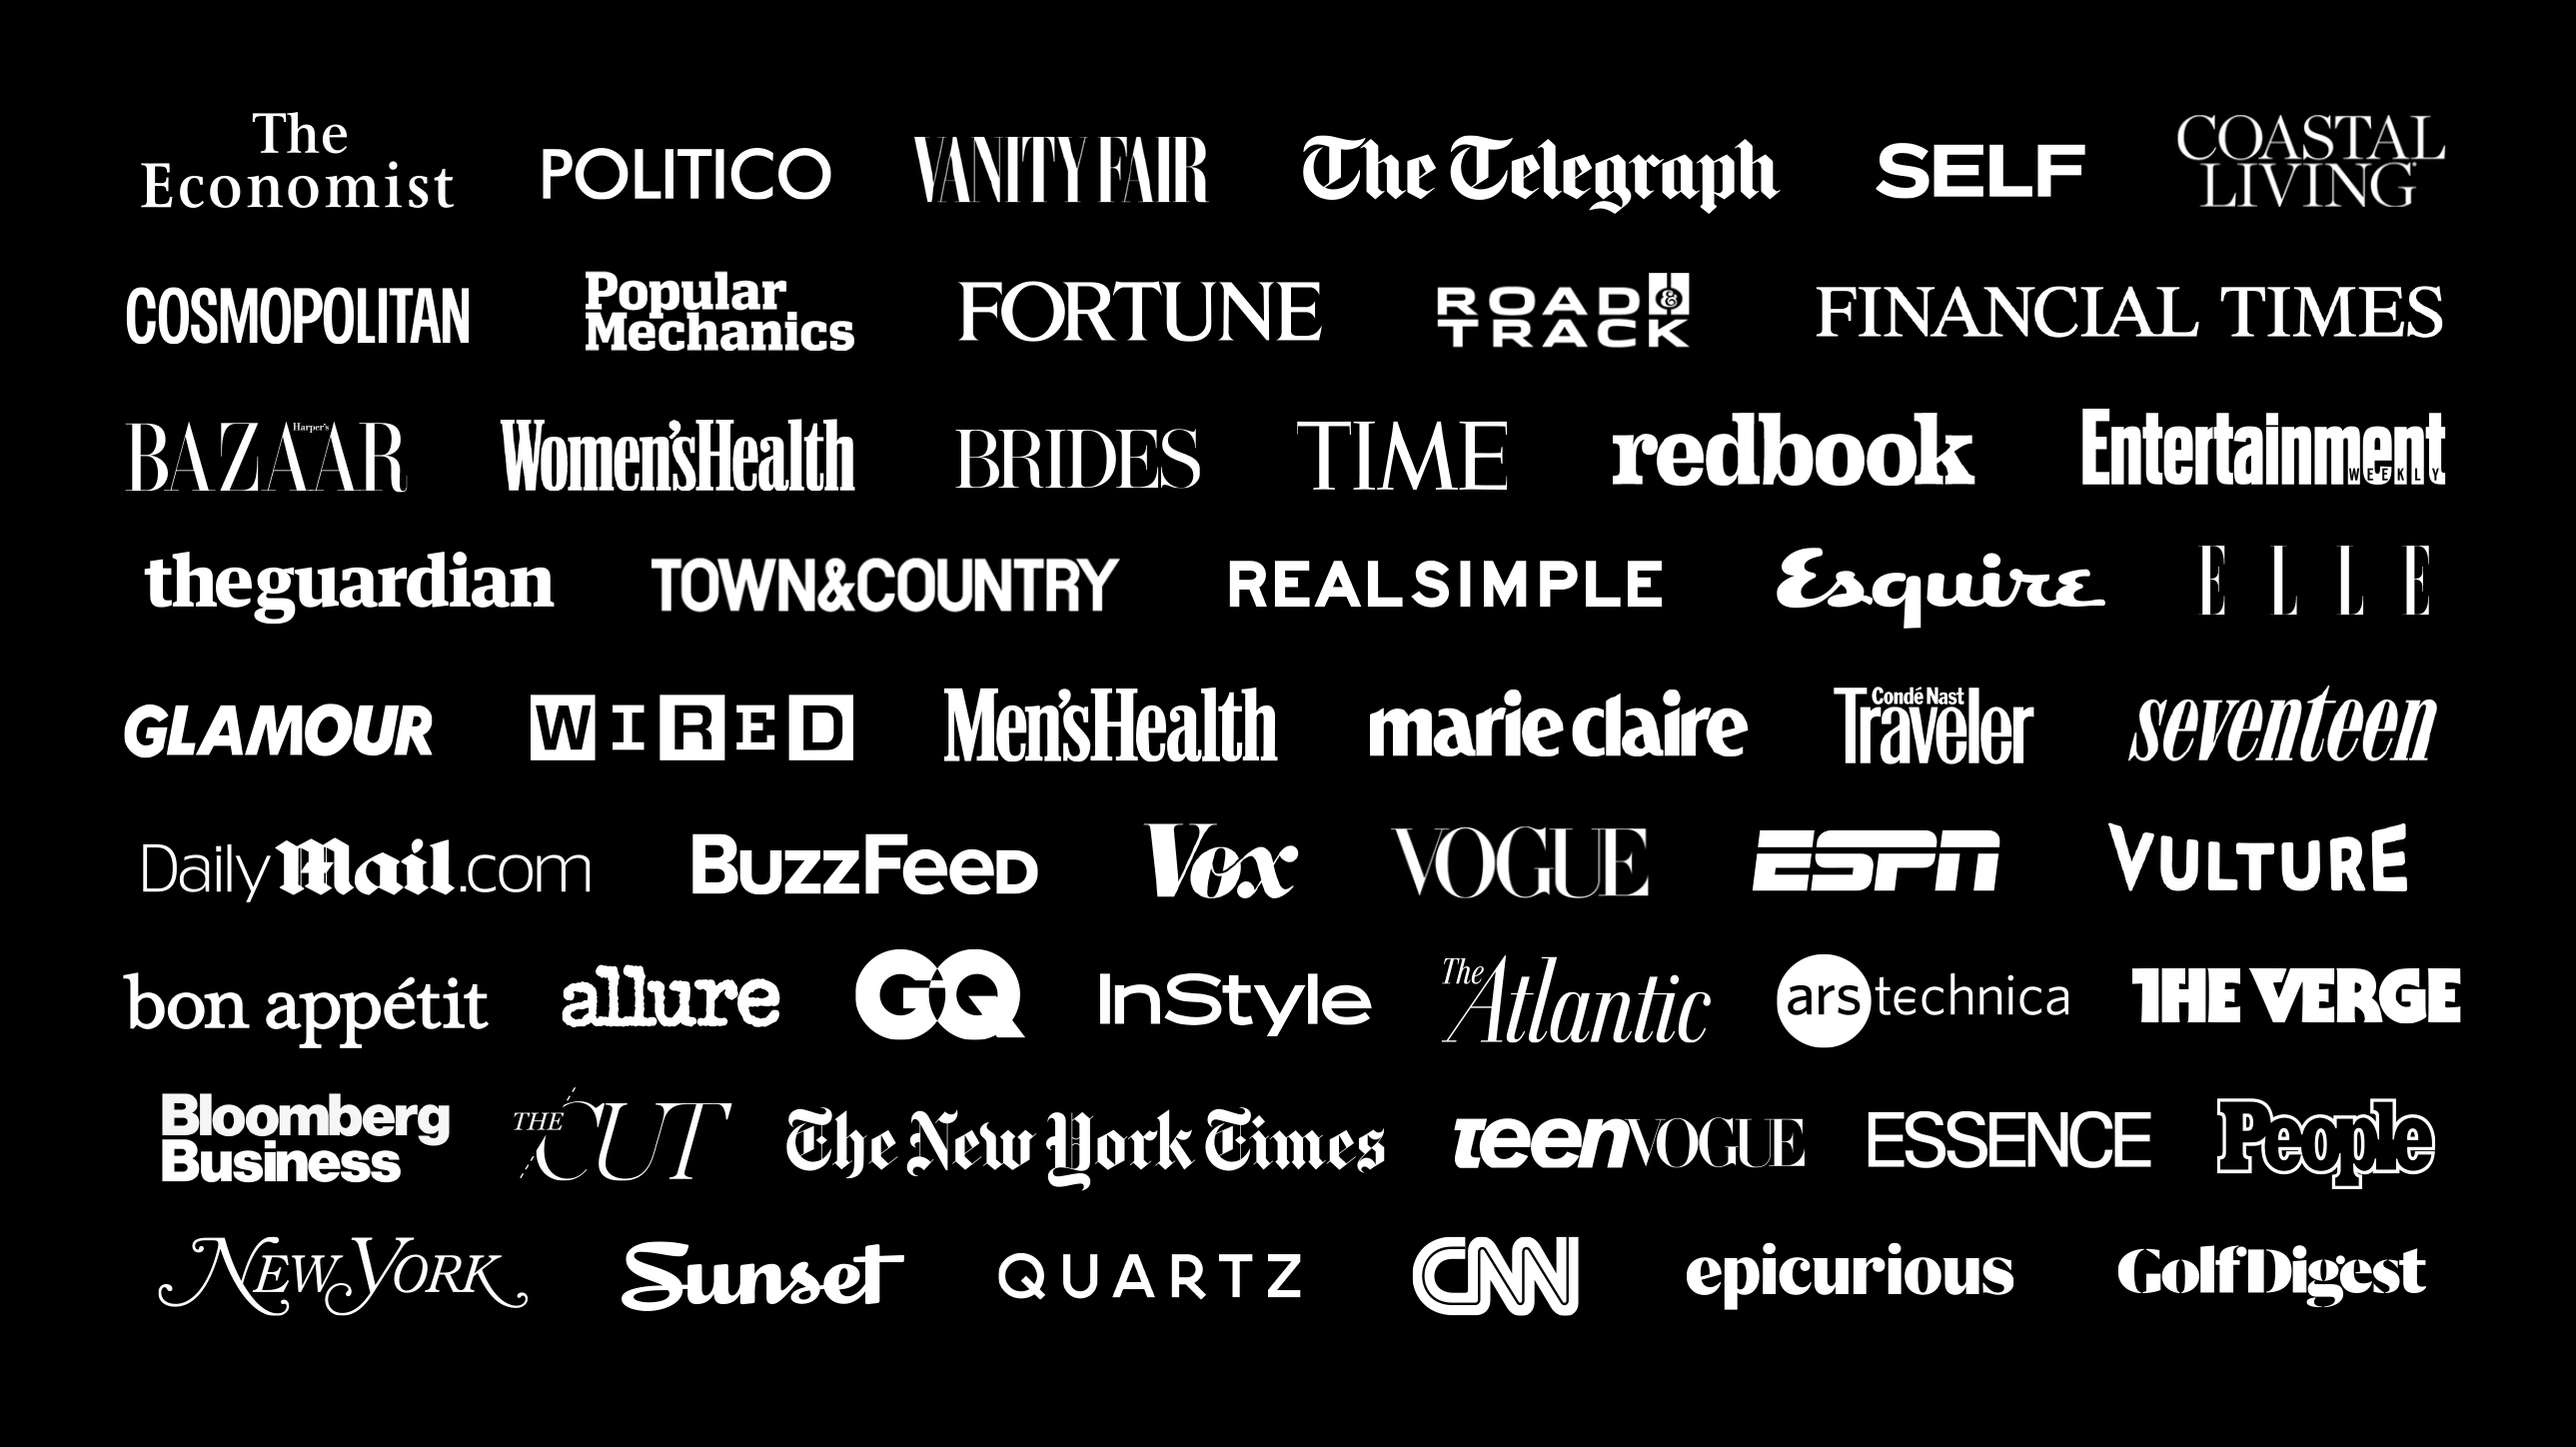 The Economist POLITICO VANITY FAIR The Telegraph SELF COASTAL LIVING
COSMOPOLITAN Popular Mechanics FORTUNE ROAD & TRACK FINANCIAL TIMES
Harper's BAZAAR Women'sHealth BRIDES TIME redbook Entertainment WEEKLY
theguardian TOWN&COUNTRY REALSIMPLE Esquire ELLE
GLAMOUR WIRED Men'sHealth marie claire Condé Nast Traveler seventeen
DailyMail.com BuzzFeeD Vox VOGUE ESPN VULTURE
bon appétit allure GQ InStyle The Atlantic ars technica THE VERGE
Bloomberg Business THE CUT The New York Times teenVOGUE ESSENCE People
NEW YORK Sunset QUARTZ CNN epicurious GolfDigest